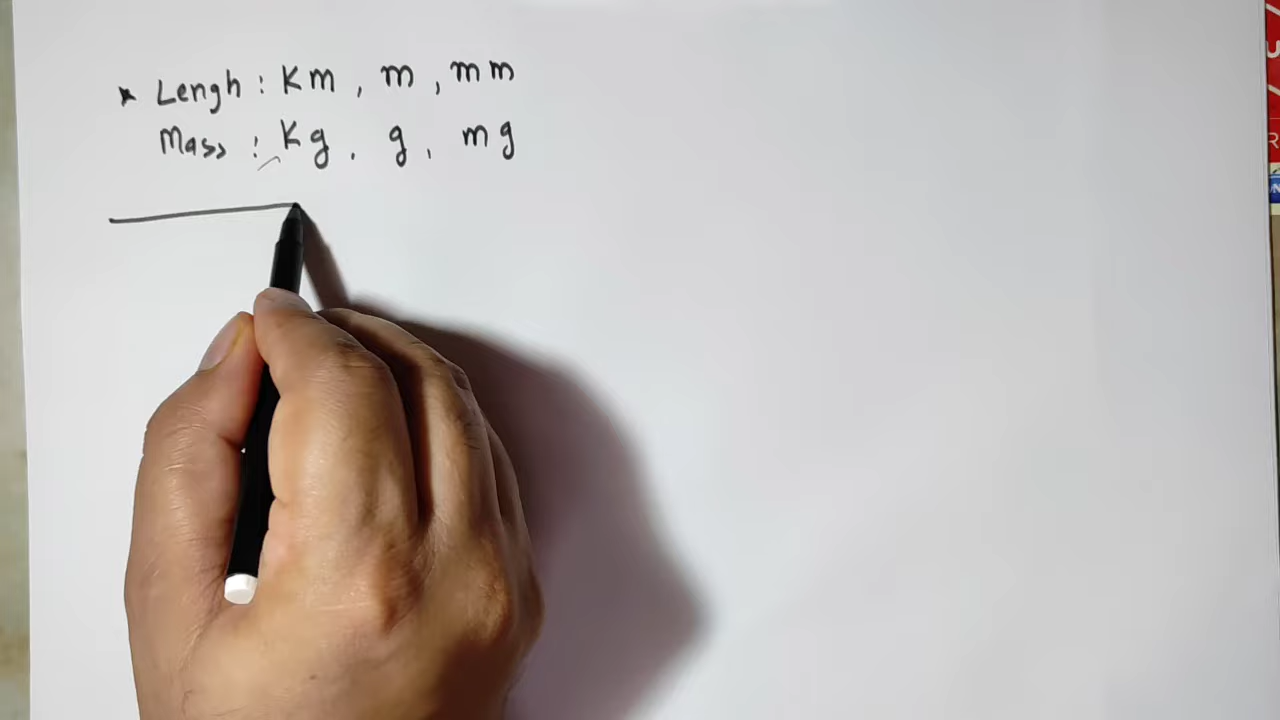 * Lengh : Km , m , mm
Mass : Kg , g , mg